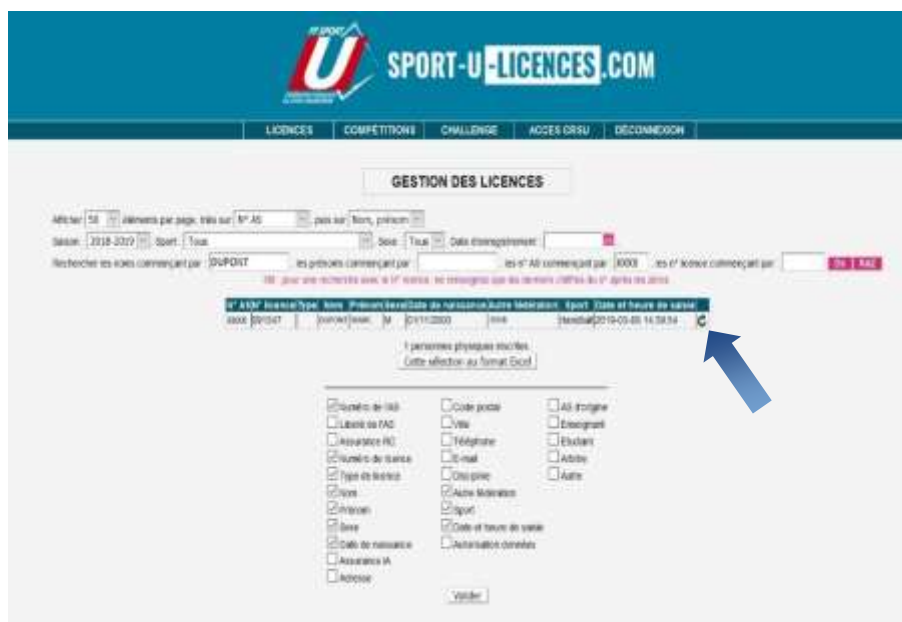 SPORT-U-LICENCES.COM
LICENCES COMPÉTITIONS CHALLENGE ACCES CRSU DÉCONNEXION
GESTION DES LICENCES
Afficher 50 éléments par page, triés sur N° AS puis sur Nom, prénom
Saison 2018-2019 Sport Tous Sexe Tous Date d'enregistrement
Rechercher les noms commençant par DUPONT les prénoms commençant par les n° AS commençant par XXXX les n° licence commençant par OK RAZ
N° AS N° licence Type Nom Prénom Sexe Date de naissance Autre fédération Sport Date et heure de saisie
XXXX DUPONT M Handball
1 personnes physiques inscrites
Cette sélection au format Excel
Numéro de l'AS Code postal AS d'origine
Libellé de l'AS Ville Enseignant
Assurance RC Téléphone Etudiant
Numéro de licence E-mail Arbitre
Type de licence Discipline Autre
Nom Autre fédération
Prénom Sport
Sexe Date et heure de saisie
Date de naissance Autorisation données
Assurance IA
Adresse
Valider